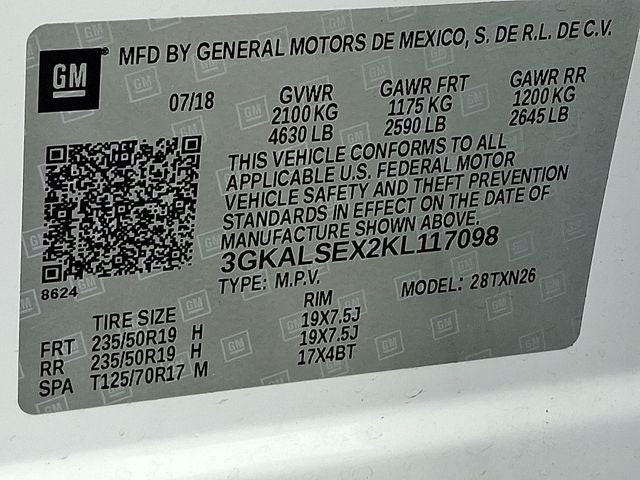 GM
MFD BY GENERAL MOTORS DE MEXICO, S. DE R.L. DE C.V.
07/18 GVWR GAWR FRT GAWR RR
2100 KG 1175 KG 1200 KG
4630 LB 2590 LB 2645 LB
THIS VEHICLE CONFORMS TO ALL
APPLICABLE U.S. FEDERAL MOTOR
VEHICLE SAFETY AND THEFT PREVENTION
STANDARDS IN EFFECT ON THE DATE OF
MANUFACTURE SHOWN ABOVE.
3GKALSEX2KL117098
8624
TYPE: M.P.V. MODEL: 28TXN26
TIRE SIZE RIM
FRT 235/50R19 H 19X7.5J
RR 235/50R19 H 19X7.5J
SPA T125/70R17 M 17X4BT